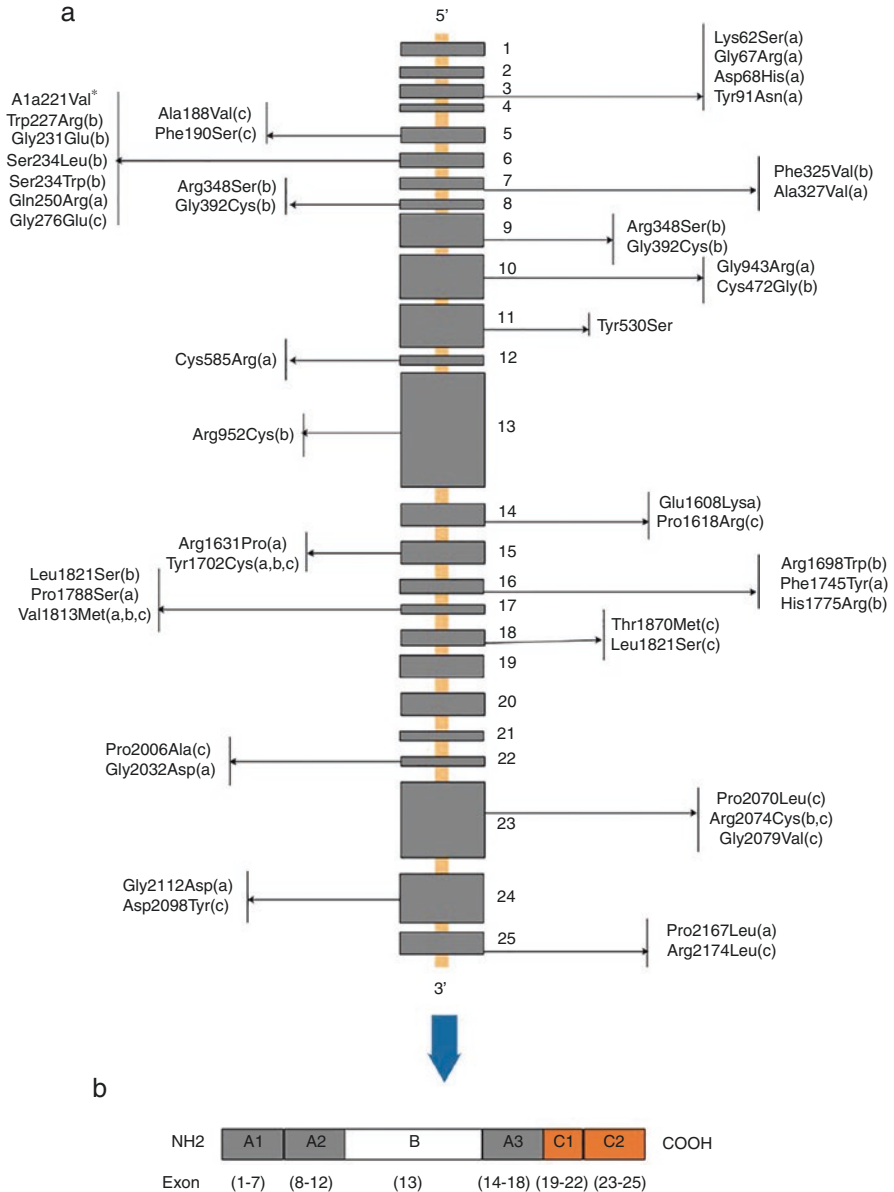 a
5’
1
2
3
4
5
6
7
8
9
10
11
12
13
14
15
16
17
18
19
20
21
22
23
24
25
3’
Lys62Ser(a)
Gly67Arg(a)
Asp68His(a)
Tyr91Asn(a)
Ala188Val(c)
Phe190Ser(c)
A1a221Val*
Trp227Arg(b)
Gly231Glu(b)
Ser234Leu(b)
Ser234Trp(b)
Gln250Arg(a)
Gly276Glu(c)
Phe325Val(b)
Ala327Val(a)
Arg348Ser(b)
Gly392Cys(b)
Arg348Ser(b)
Gly392Cys(b)
Gly943Arg(a)
Cys472Gly(b)
Tyr530Ser
Cys585Arg(a)
Arg952Cys(b)
Glu1608Lysa)
Pro1618Arg(c)
Arg1631Pro(a)
Tyr1702Cys(a,b,c)
Arg1698Trp(b)
Phe1745Tyr(a)
His1775Arg(b)
Leu1821Ser(b)
Pro1788Ser(a)
Val1813Met(a,b,c)
Thr1870Met(c)
Leu1821Ser(c)
Pro2006Ala(c)
Gly2032Asp(a)
Pro2070Leu(c)
Arg2074Cys(b,c)
Gly2079Val(c)
Gly2112Asp(a)
Asp2098Tyr(c)
Pro2167Leu(a)
Arg2174Leu(c)
b
NH2 A1 A2 B A3 C1 C2 COOH
Exon (1-7) (8-12) (13) (14-18) (19-22) (23-25)